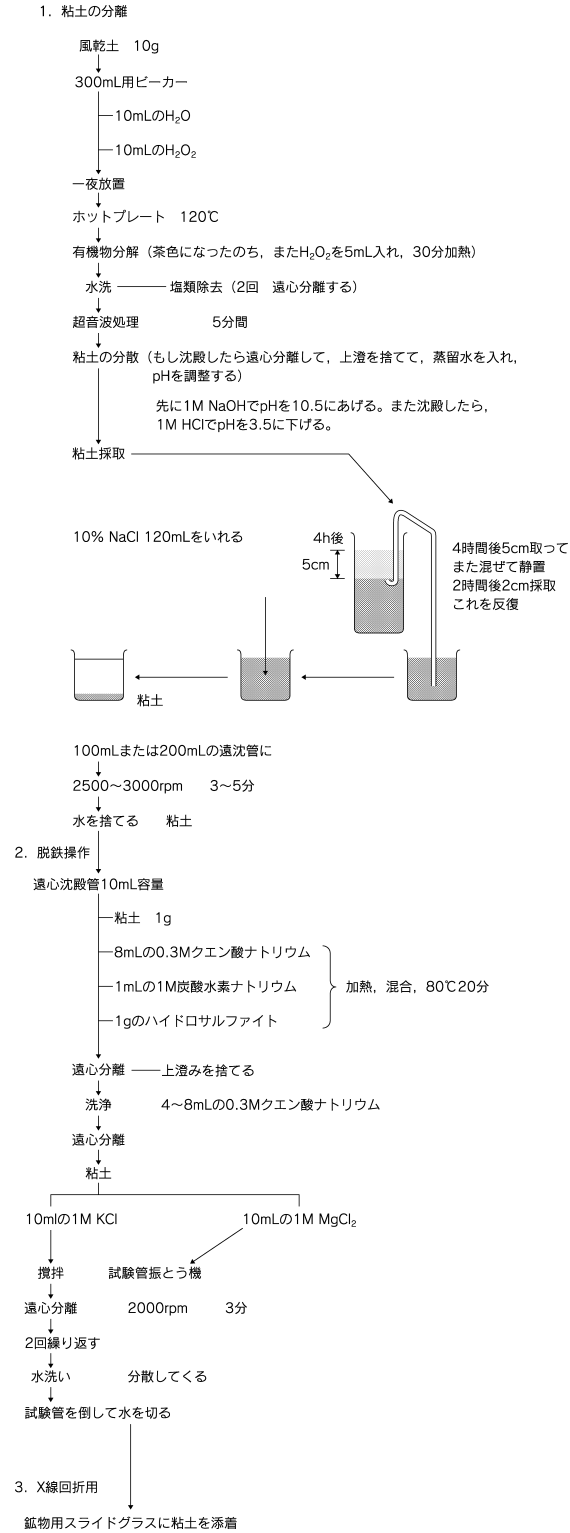 1．粘土の分離
風乾土　10g
300mL用ビーカー
10mLのH₂O
10mLのH₂O₂
一夜放置
ホットプレート　120℃
有機物分解（茶色になったのち，またH₂O₂を5mL入れ，30分加熱）
水洗　塩類除去（2回　遠心分離する）
超音波処理　5分間
粘土の分散（もし沈殿したら遠心分離して，上澄を捨てて，蒸留水を入れ，
pHを調整する）
先に1M NaOHでpHを10.5にあげる。また沈殿したら，
1M HClでpHを3.5に下げる。
粘土採取
10% NaCl 120mLをいれる
4h後
5cm
4時間後5cm取って
また混ぜて静置
2時間後2cm採取
これを反復
粘土
100mLまたは200mLの遠沈管に
2500～3000rpm　3～5分
水を捨てる　粘土
2．脱鉄操作
遠心沈殿管10mL容量
粘土　1g
8mLの0.3Mクエン酸ナトリウム
1mLの1M炭酸水素ナトリウム
加熱，混合，80℃20分
1gのハイドロサルファイト
遠心分離　上澄みを捨てる
洗浄　4～8mLの0.3Mクエン酸ナトリウム
遠心分離
粘土
10mlの1M KCl　10mLの1M MgCl₂
撹拌　試験管振とう機
遠心分離　2000rpm　3分
2回繰り返す
水洗い　分散してくる
試験管を倒して水を切る
3．X線回折用
鉱物用スライドグラスに粘土を添着